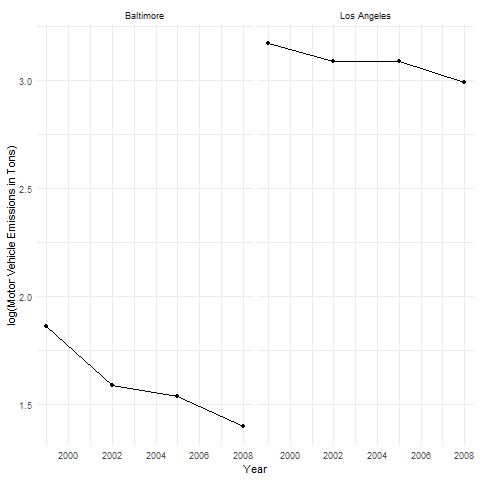 Baltimore Los Angeles
log(Motor Vehicle Emissions in Tons)
3.0
2.5
2.0
1.5
2000 2002 2004 2006 2008 2000 2002 2004 2006 2008
Year